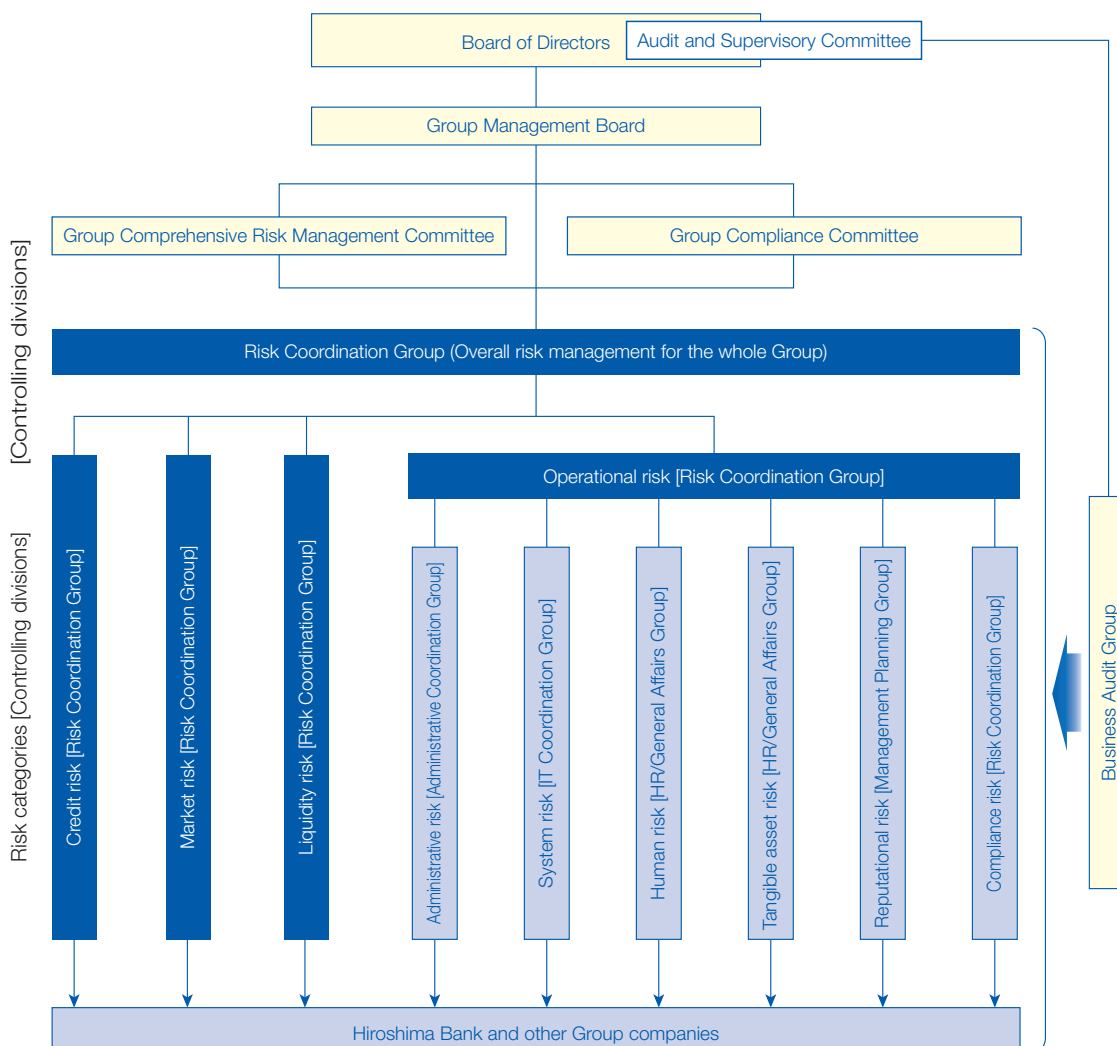 Board of Directors
Audit and Supervisory Committee
Group Management Board
Group Comprehensive Risk Management Committee
Group Compliance Committee
[Controlling divisions]
Risk Coordination Group (Overall risk management for the whole Group)
Operational risk [Risk Coordination Group]
Risk categories [Controlling divisions]
Credit risk [Risk Coordination Group]
Market risk [Risk Coordination Group]
Liquidity risk [Risk Coordination Group]
Administrative risk [Administrative Coordination Group]
System risk [IT Coordination Group]
Human risk [HR/General Affairs Group]
Tangible asset risk [HR/General Affairs Group]
Reputational risk [Management Planning Group]
Compliance risk [Risk Coordination Group]
Business Audit Group
Hiroshima Bank and other Group companies